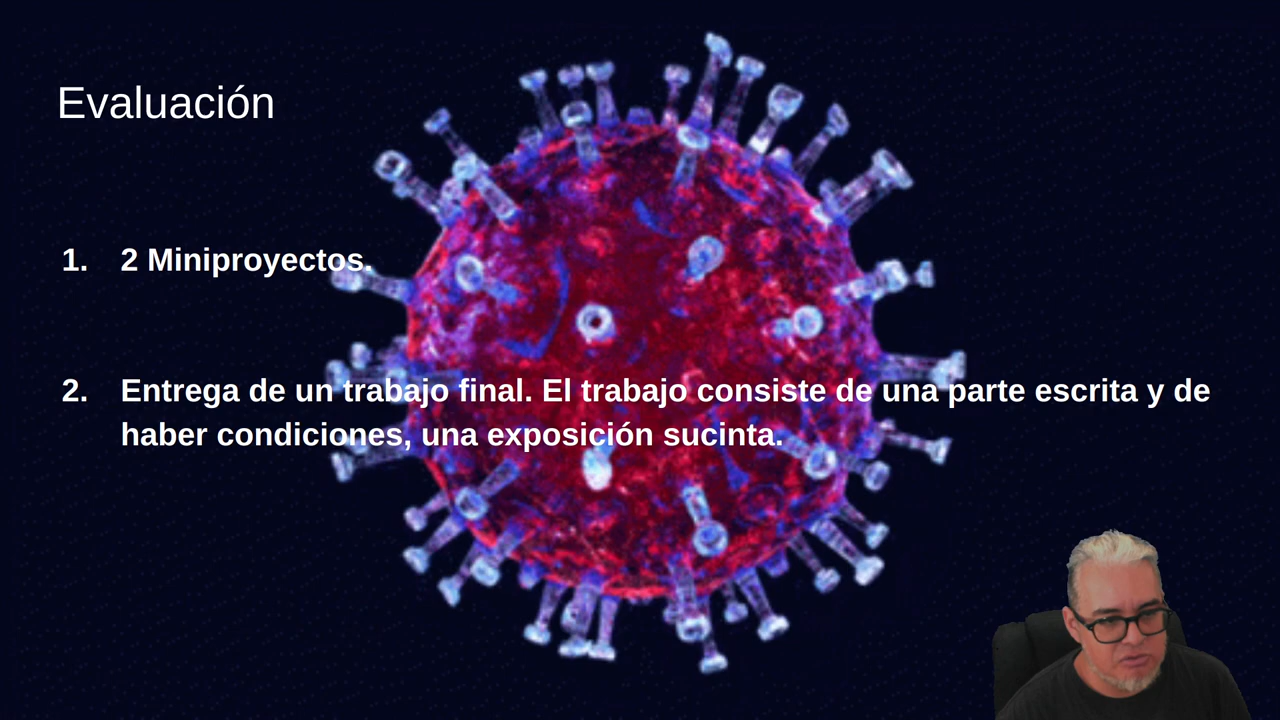 Evaluación
1. 2 Miniproyectos.
2. Entrega de un trabajo final. El trabajo consiste de una parte escrita y de
haber condiciones, una exposición sucinta.